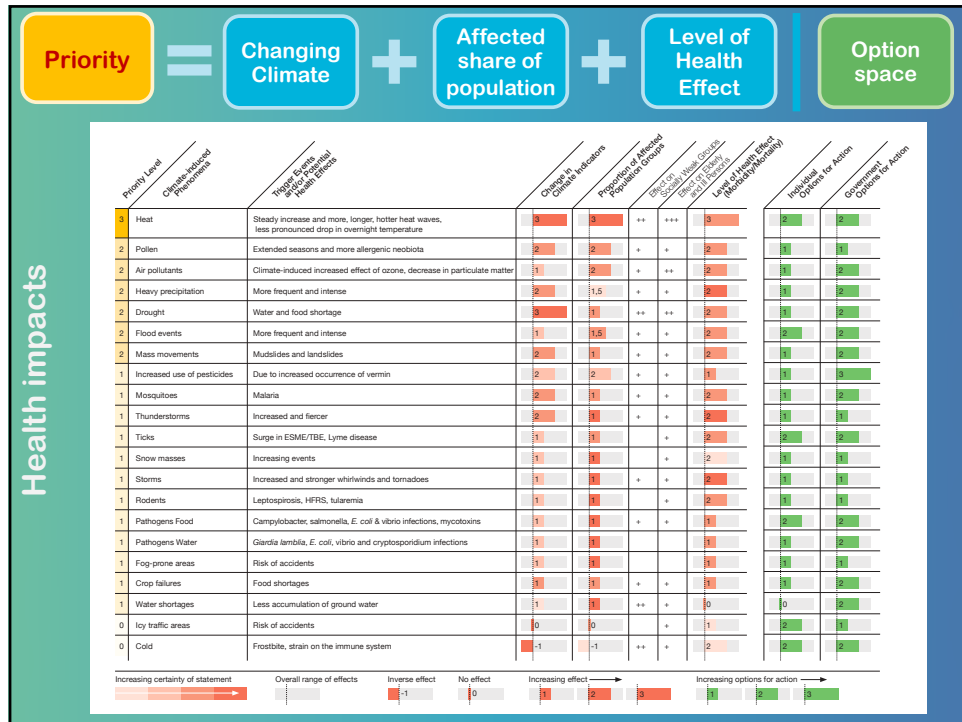 Priority = Changing Climate + Affected share of population + Level of Health Effect | Option space
Health impacts
Priority Level
Climate-induced Phenomena
Trigger Events and/or Potential Health Effects
Change in Climate Indicators
Proportion of Affected Population Groups
Effect on Socially Weak Groups
Effect on Elderly and Ill Persons
Level of Health Effect (Morbidity/Mortality)
Individual Options for Action
Government Options for Action
3 Heat Steady increase and more, longer, hotter heat waves, 3 3 ++ +++ 3 2 2
less pronounced drop in overnight temperature
2 Pollen Extended seasons and more allergenic neobiota 2 2 + + 2 1 1
2 Air pollutants Climate-induced increased effect of ozone, decrease in particulate matter 1 2 + ++ 2 1 2
2 Heavy precipitation More frequent and intense 2 1,5 + + 2 1 2
2 Drought Water and food shortage 3 1 ++ ++ 2 1 2
2 Flood events More frequent and intense 1 1,5 + + 2 2 2
2 Mass movements Mudslides and landslides 2 1 + + 2 1 2
1 Increased use of pesticides Due to increased occurrence of vermin 2 2 + + 1 1 3
1 Mosquitoes Malaria 2 1 + + 2 1 2
1 Thunderstorms Increased and fiercer 2 1 + + 2 1 1
1 Ticks Surge in ESME/TBE, Lyme disease 1 1 + 2 2 2
1 Snow masses Increasing events 1 1 + 2 1 1
1 Storms Increased and stronger whirlwinds and tornadoes 1 1 + + 2 1 1
1 Rodents Leptospirosis, HFRS, tularemia 1 1 + 2 1 1
1 Pathogens Food Campylobacter, salmonella, E. coli & vibrio infections, mycotoxins 1 1 + + 1 2 2
1 Pathogens Water Giardia lamblia, E. coli, vibrio and cryptosporidium infections 1 1 1 1 2
1 Fog-prone areas Risk of accidents 1 1 1 1 1
1 Crop failures Food shortages 1 1 + + 1 1 2
1 Water shortages Less accumulation of ground water 1 1 ++ + 0 0 2
0 Icy traffic areas Risk of accidents 0 0 + 1 2 1
0 Cold Frostbite, strain on the immune system -1 -1 ++ + 2 2 2
Increasing certainty of statement Overall range of effects Inverse effect No effect Increasing effect Increasing options for action
-1 0 1 2 3 1 2 3